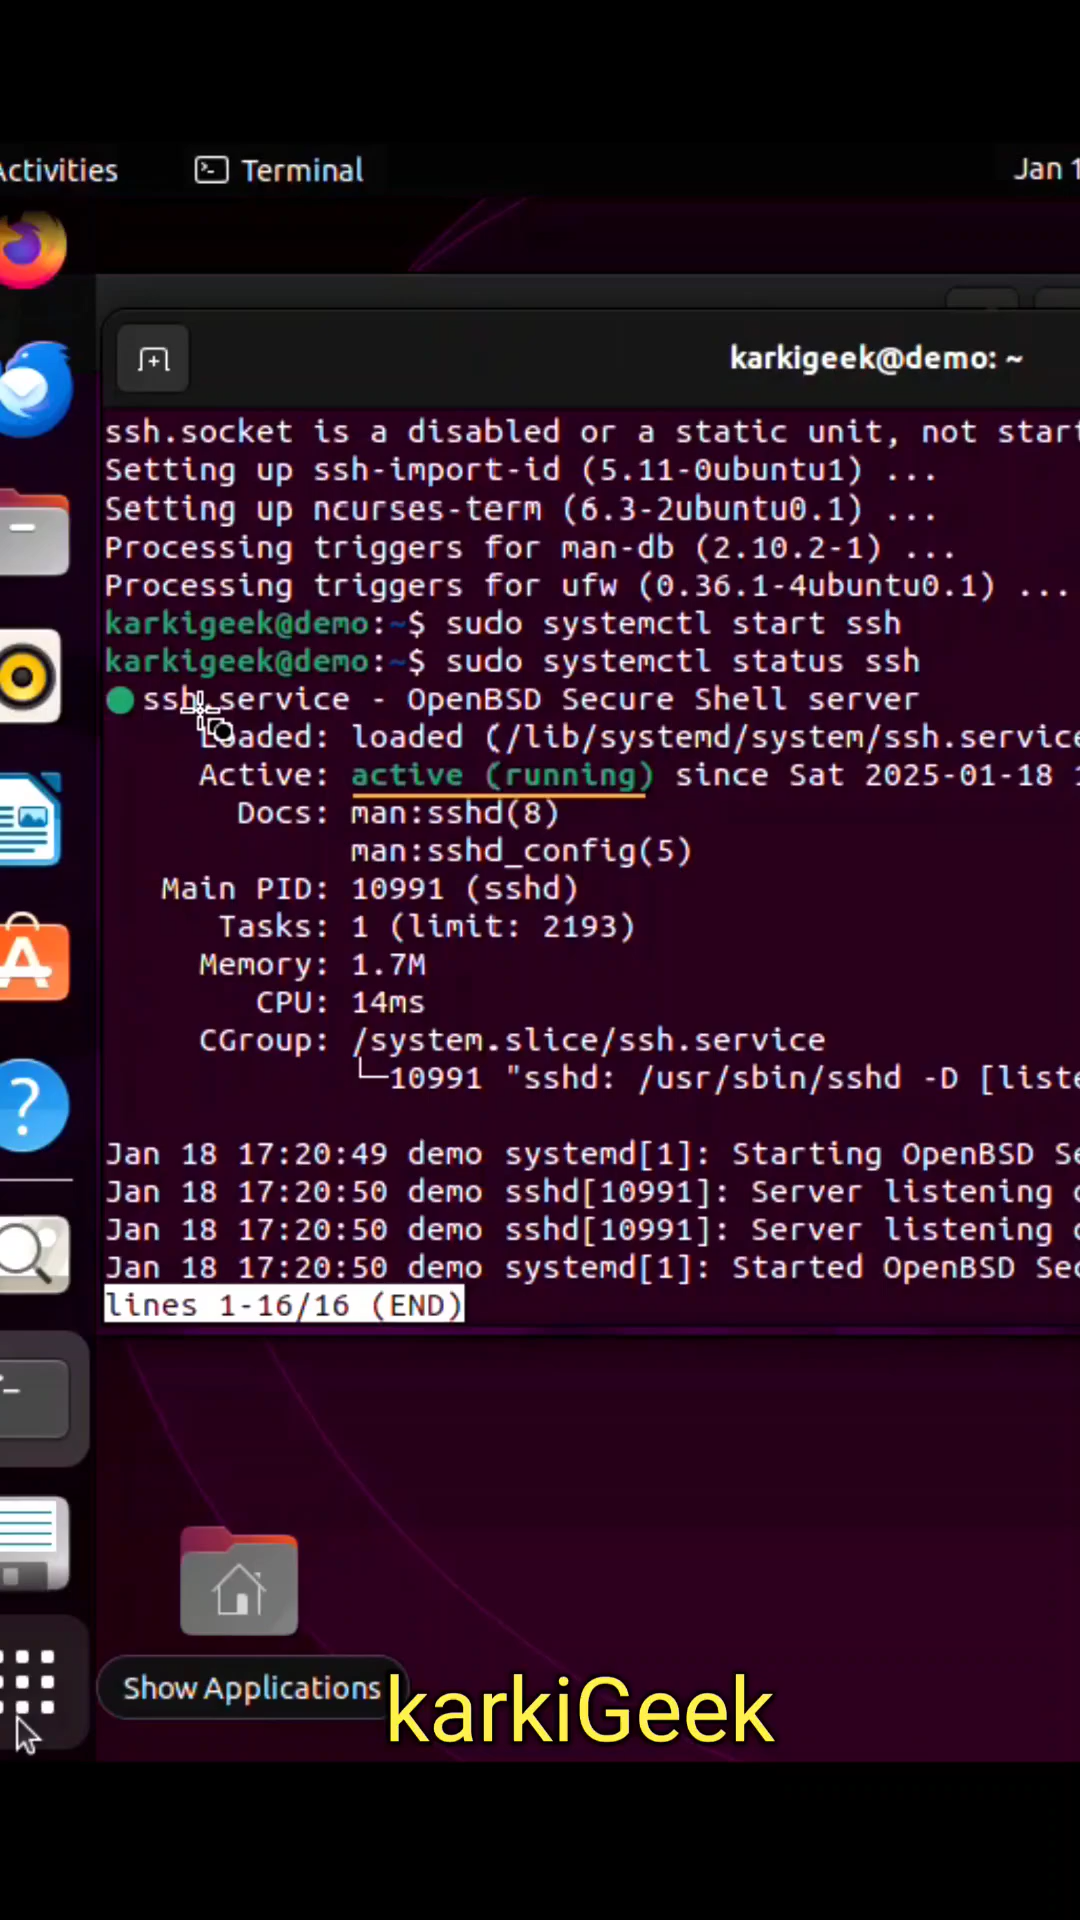 Activities
Terminal
Jan 1
karkigeek@demo: ~
ssh.socket is a disabled or a static unit, not start
Setting up ssh-import-id (5.11-0ubuntu1) ...
Setting up ncurses-term (6.3-2ubuntu0.1) ...
Processing triggers for man-db (2.10.2-1) ...
Processing triggers for ufw (0.36.1-4ubuntu0.1) ...
karkigeek@demo:~$ sudo systemctl start ssh
karkigeek@demo:~$ sudo systemctl status ssh
ssh.service - OpenBSD Secure Shell server
Loaded: loaded (/lib/systemd/system/ssh.service
Active: active (running) since Sat 2025-01-18 1
Docs: man:sshd(8)
man:sshd_config(5)
Main PID: 10991 (sshd)
Tasks: 1 (limit: 2193)
Memory: 1.7M
CPU: 14ms
CGroup: /system.slice/ssh.service
└─10991 "sshd: /usr/sbin/sshd -D [liste
Jan 18 17:20:49 demo systemd[1]: Starting OpenBSD Se
Jan 18 17:20:50 demo sshd[10991]: Server listening o
Jan 18 17:20:50 demo sshd[10991]: Server listening o
Jan 18 17:20:50 demo systemd[1]: Started OpenBSD Sec
lines 1-16/16 (END)
Show Applications
karkiGeek